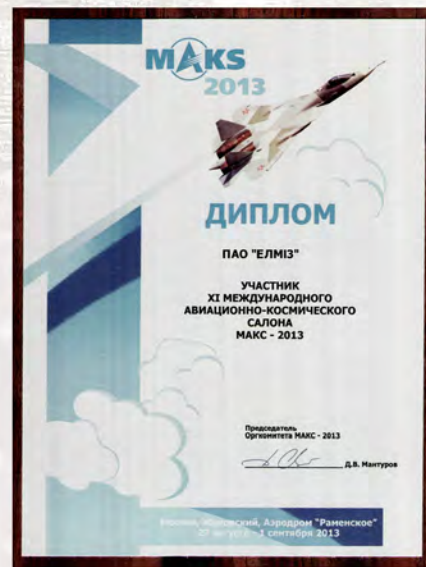 MAKS
2013
ДИПЛОМ
ПАО "ЕЛМІЗ"
УЧАСТНИК
XI МЕЖДУНАРОДНОГО
АВИАЦИОННО-КОСМИЧЕСКОГО
САЛОНА
МАКС - 2013
Председатель
Оргкомитета МАКС - 2013
Д.В. Мантуров
Россия, Жуковский, Аэродром "Раменское"
27 августа - 1 сентября 2013